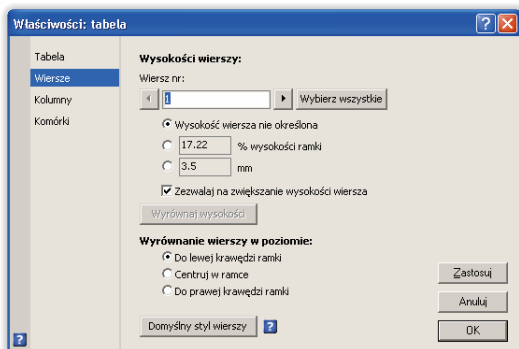 Właściwości: tabela
Tabela
Wiersze
Kolumny
Komórki
Wysokości wierszy:
Wiersz nr:
1
Wybierz wszystkie
Wysokość wiersza nie określona
17.22 % wysokości ramki
3.5 mm
Zezwalaj na zwiększanie wysokości wiersza
Wyrównaj wysokości
Wyrównanie wierszy w poziomie:
Do lewej krawędzi ramki
Centruj w ramce
Do prawej krawędzi ramki
Domyślny styl wierszy
?
Zastosuj
Anuluj
OK
?